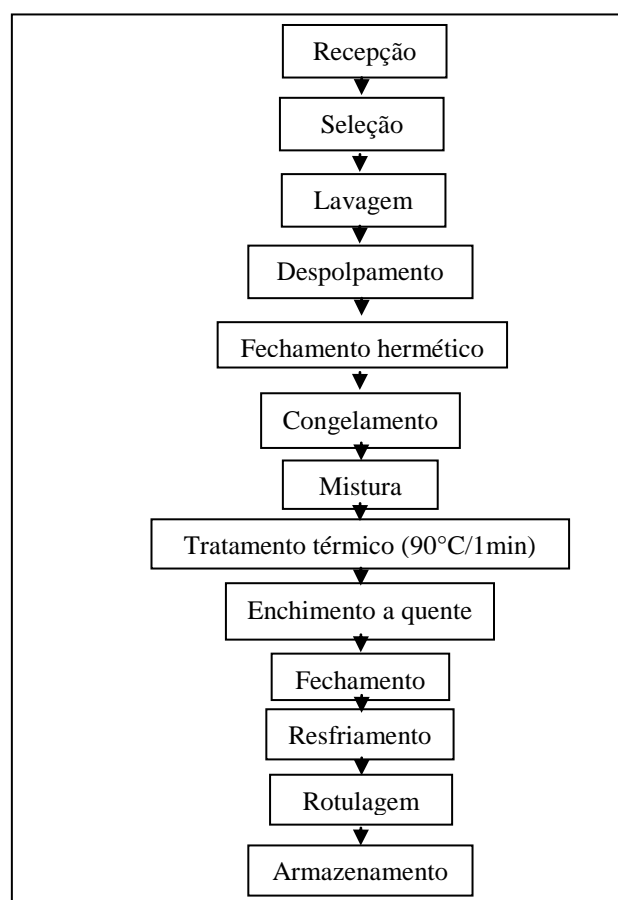 Recepção
Seleção
Lavagem
Despolpamento
Fechamento hermético
Congelamento
Mistura
Tratamento térmico (90°C/1min)
Enchimento a quente
Fechamento
Resfriamento
Rotulagem
Armazenamento